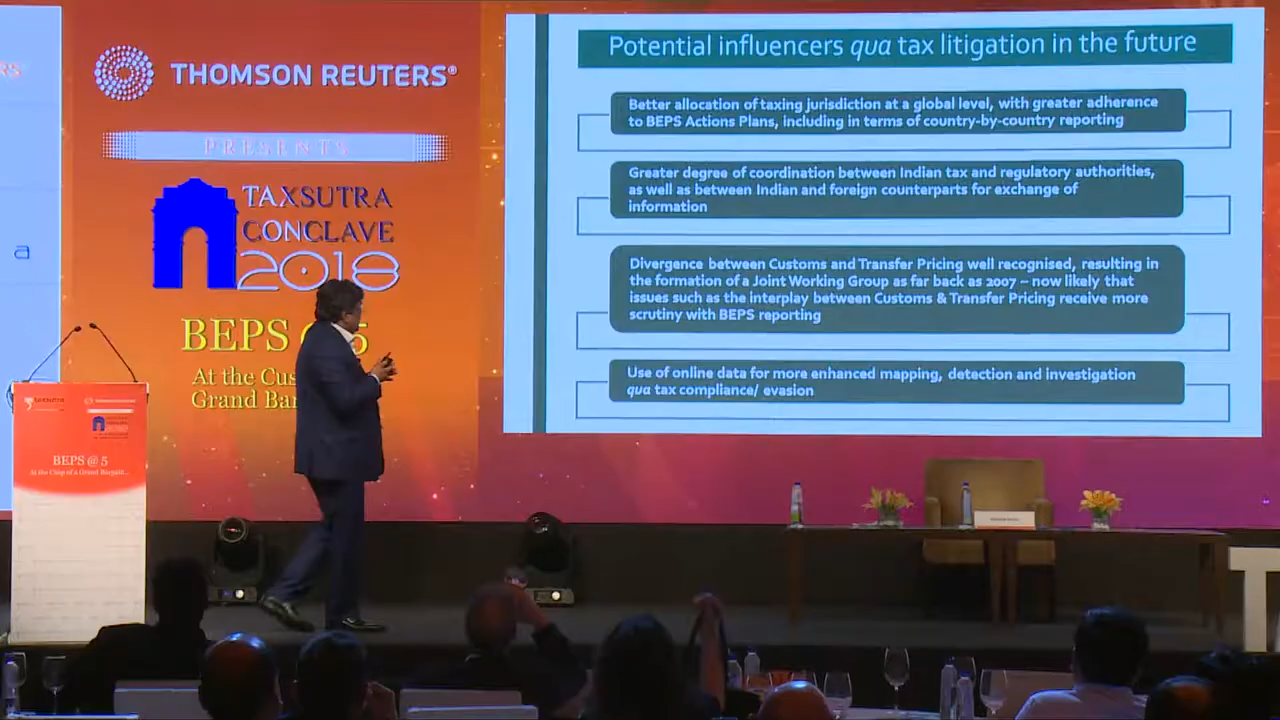 RS
a
THOMSON REUTERS®
PRESENTS
TAXSUTRA
CONCLAVE
2018
BEPS @ 5
At the Cus
Grand Bar
Potential influencers qua tax litigation in the future
Better allocation of taxing jurisdiction at a global level, with greater adherence
to BEPS Actions Plans, including in terms of country-by-country reporting
Greater degree of coordination between Indian tax and regulatory authorities,
as well as between Indian and foreign counterparts for exchange of
information
Divergence between Customs and Transfer Pricing well recognised, resulting in
the formation of a Joint Working Group as far back as 2007 – now likely that
issues such as the interplay between Customs & Transfer Pricing receive more
scrutiny with BEPS reporting
Use of online data for more enhanced mapping, detection and investigation
qua tax compliance/ evasion
BEPS @ 5
T